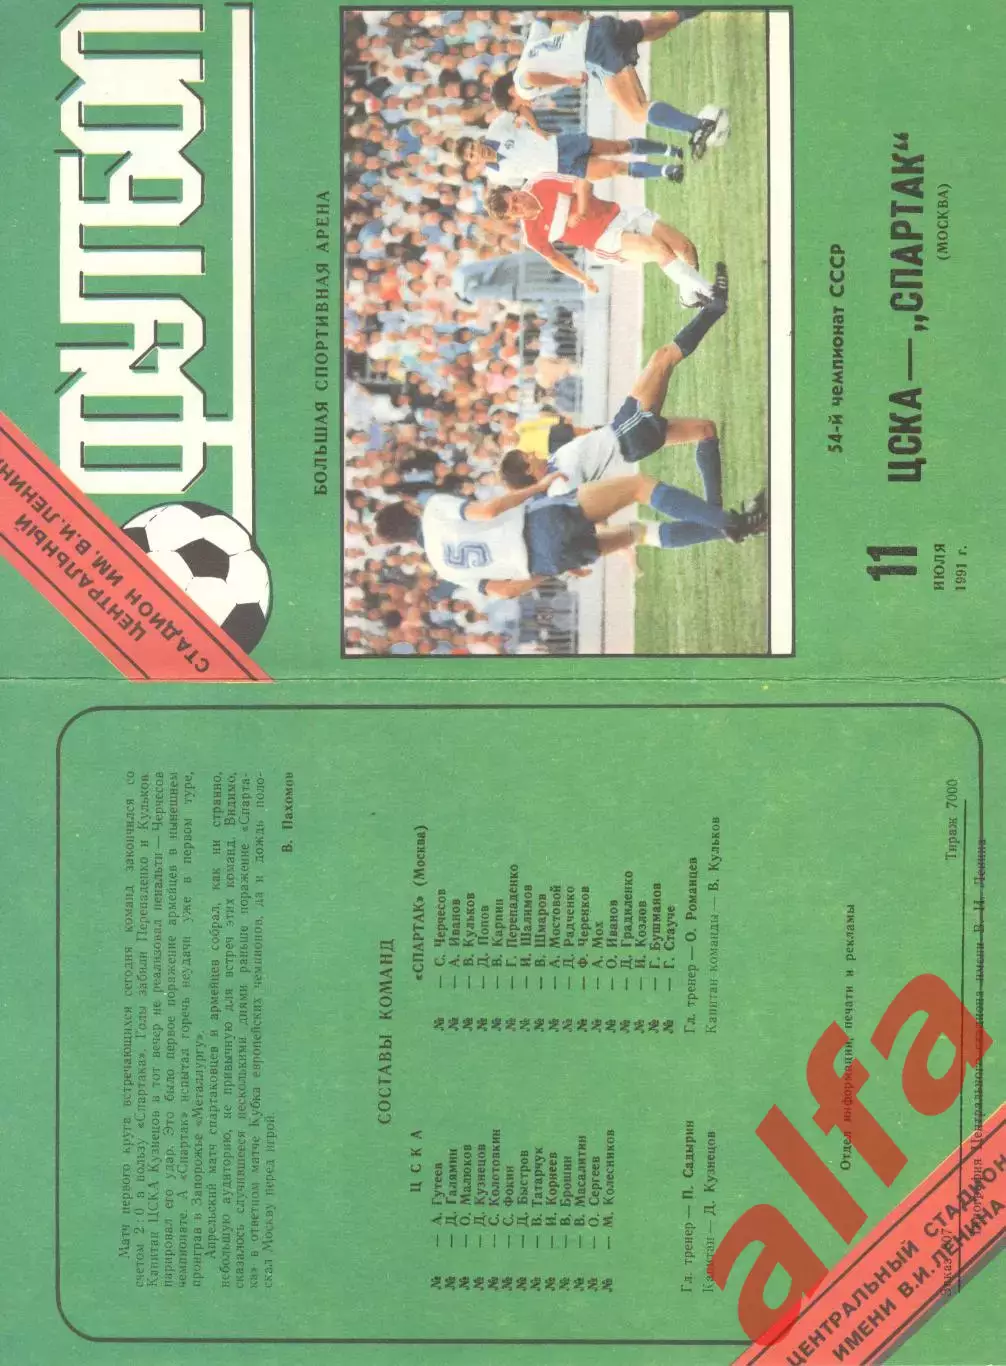 ФУТБОЛ
ЦЕНТРАЛЬНЫЙ
СТАДИОН ИМ. В.И.ЛЕНИН
БОЛЬШАЯ СПОРТИВНАЯ АРЕНА
5
54-й чемпионат СССР
11
ИЮЛЯ
1991 г.
ЦСКА—„СПАРТАК“
(МОСКВА)
Матч первого круга встречающихся сегодня команд закончился со
счетом 2:0 в пользу «Спартака». Голы забили Перепаденко и Кульков.
Капитан ЦСКА Кузнецов в тот вечер не реализовал пенальти — Черчесов
парировал его удар. Это было первое поражение армейцев в нынешнем
чемпионате. А «Спартак» испытал горечь неудачи уже в первом туре,
проиграв в Запорожье «Металлургу».
Апрельский матч спартаковцев и армейцев собрал, как ни странно,
небольшую аудиторию, не привычную для встреч этих команд. Видимо,
сказалось случившееся несколькими днями раньше поражение «Спарта-
ка» в ответном матче Кубка европейских чемпионов, да и дождь поло-
скал Москву перед игрой.
В. Пахомов
СОСТАВЫ КОМАНД
ЦСКА
№ — А. Гутеев
№ — Д. Галямин
№ — О. Малюков
№ — Д. Кузнецов
№ — С. Колотовкин
№ — С. Фокин
№ — Д. Быстров
№ — В. Татарчук
№ — И. Корнеев
№ — В. Брошин
№ — В. Масалитин
№ — О. Сергеев
№ — М. Колесников
Гл. тренер — П. Садырин
Капитан — Д. Кузнецов
«СПАРТАК» (Москва)
№ — С. Черчесов
№ — А. Иванов
№ — В. Кульков
№ — Д. Попов
№ — В. Карпин
№ — Г. Перепаденко
№ — И. Шалимов
№ — В. Шмаров
№ — А. Мостовой
№ — Д. Радченко
№ — Ф. Черенков
№ — А. Мох
№ — О. Иванов
№ — Д. Градиленко
№ — И. Козлов
№ — Г. Бушманов
№ — Г. Стауче
Гл. тренер — О. Романцев
Капитан команды — В. Кульков
Отдел информации, печати и рекламы
Заказ 107
Тираж 7000
Типография Центрального стадиона имени В. И. Ленина
ЦЕНТРАЛЬНЫЙ СТАДИОН
ИМЕНИ В.И.ЛЕНИНА
alfa